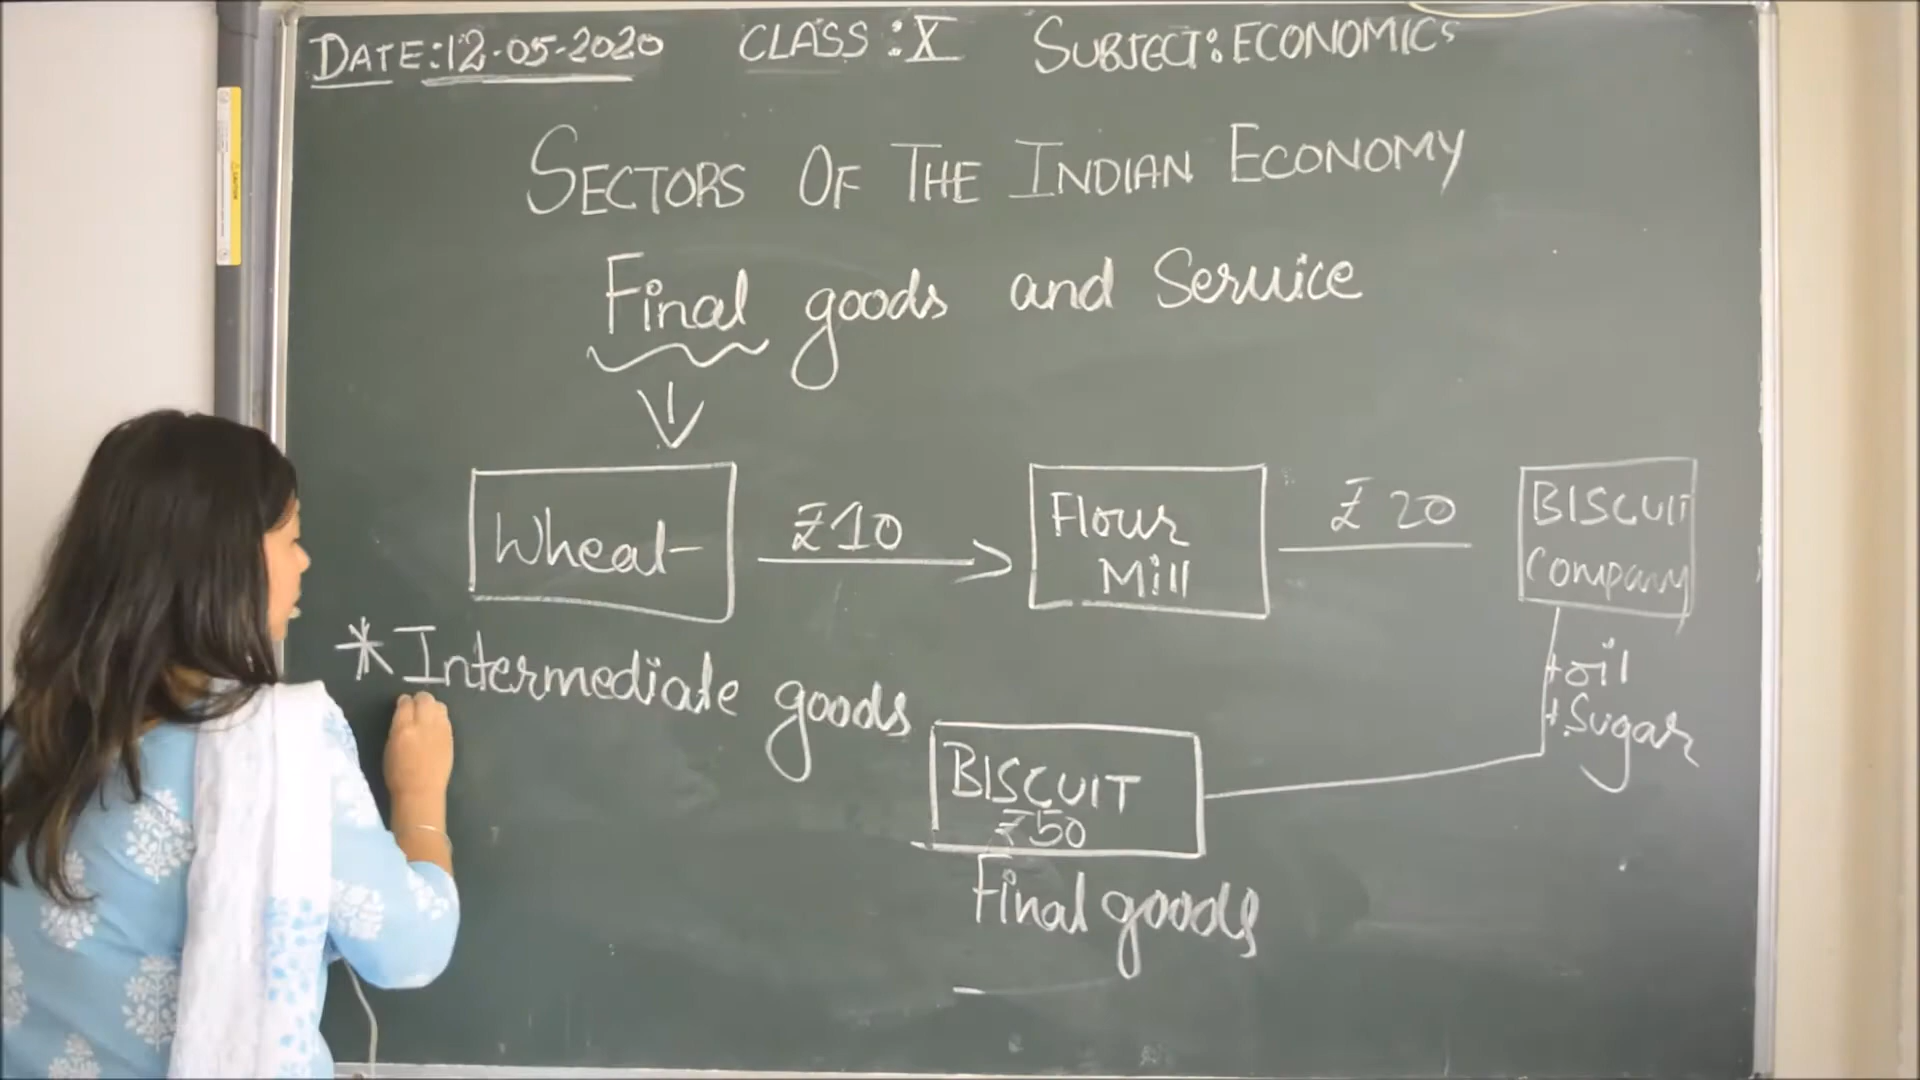 DATE:12-05-2020 CLASS:X SUBJECT:ECONOMICS
SECTORS OF THE INDIAN ECONOMY
Final goods and Service
Wheat
₹10
Flour
Mill
₹20
BISCUIT
Company
+oil
+Sugar
*Intermediate goods
BISCUIT
₹50
Final goods